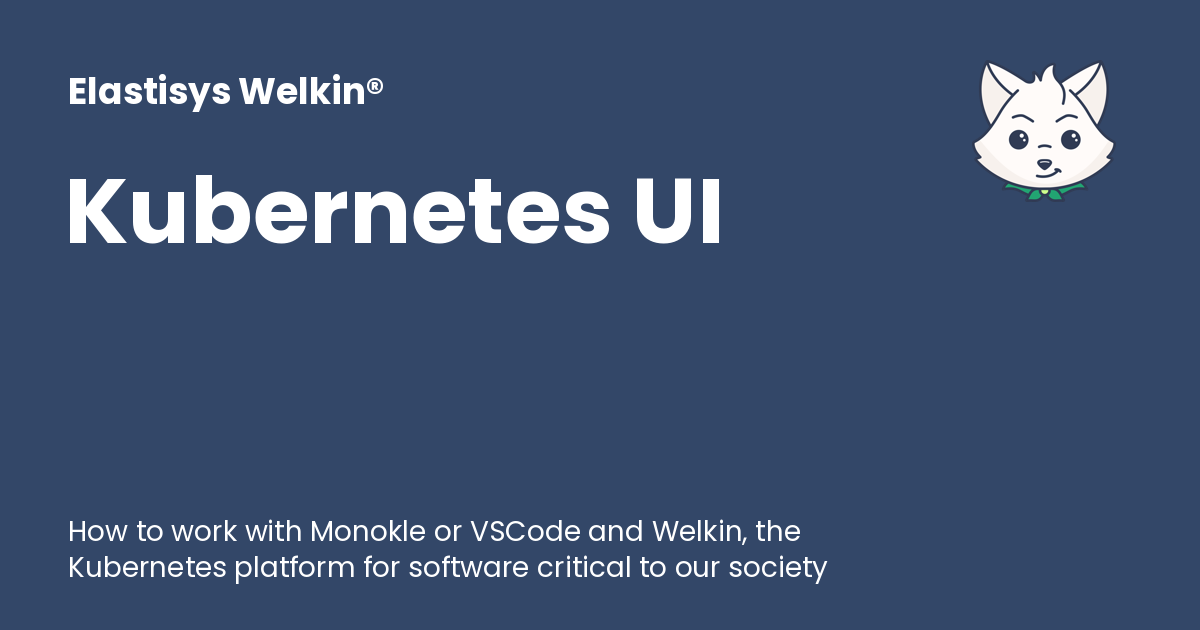 Elastisys Welkin®
Kubernetes UI
How to work with Monokle or VSCode and Welkin, the
Kubernetes platform for software critical to our society